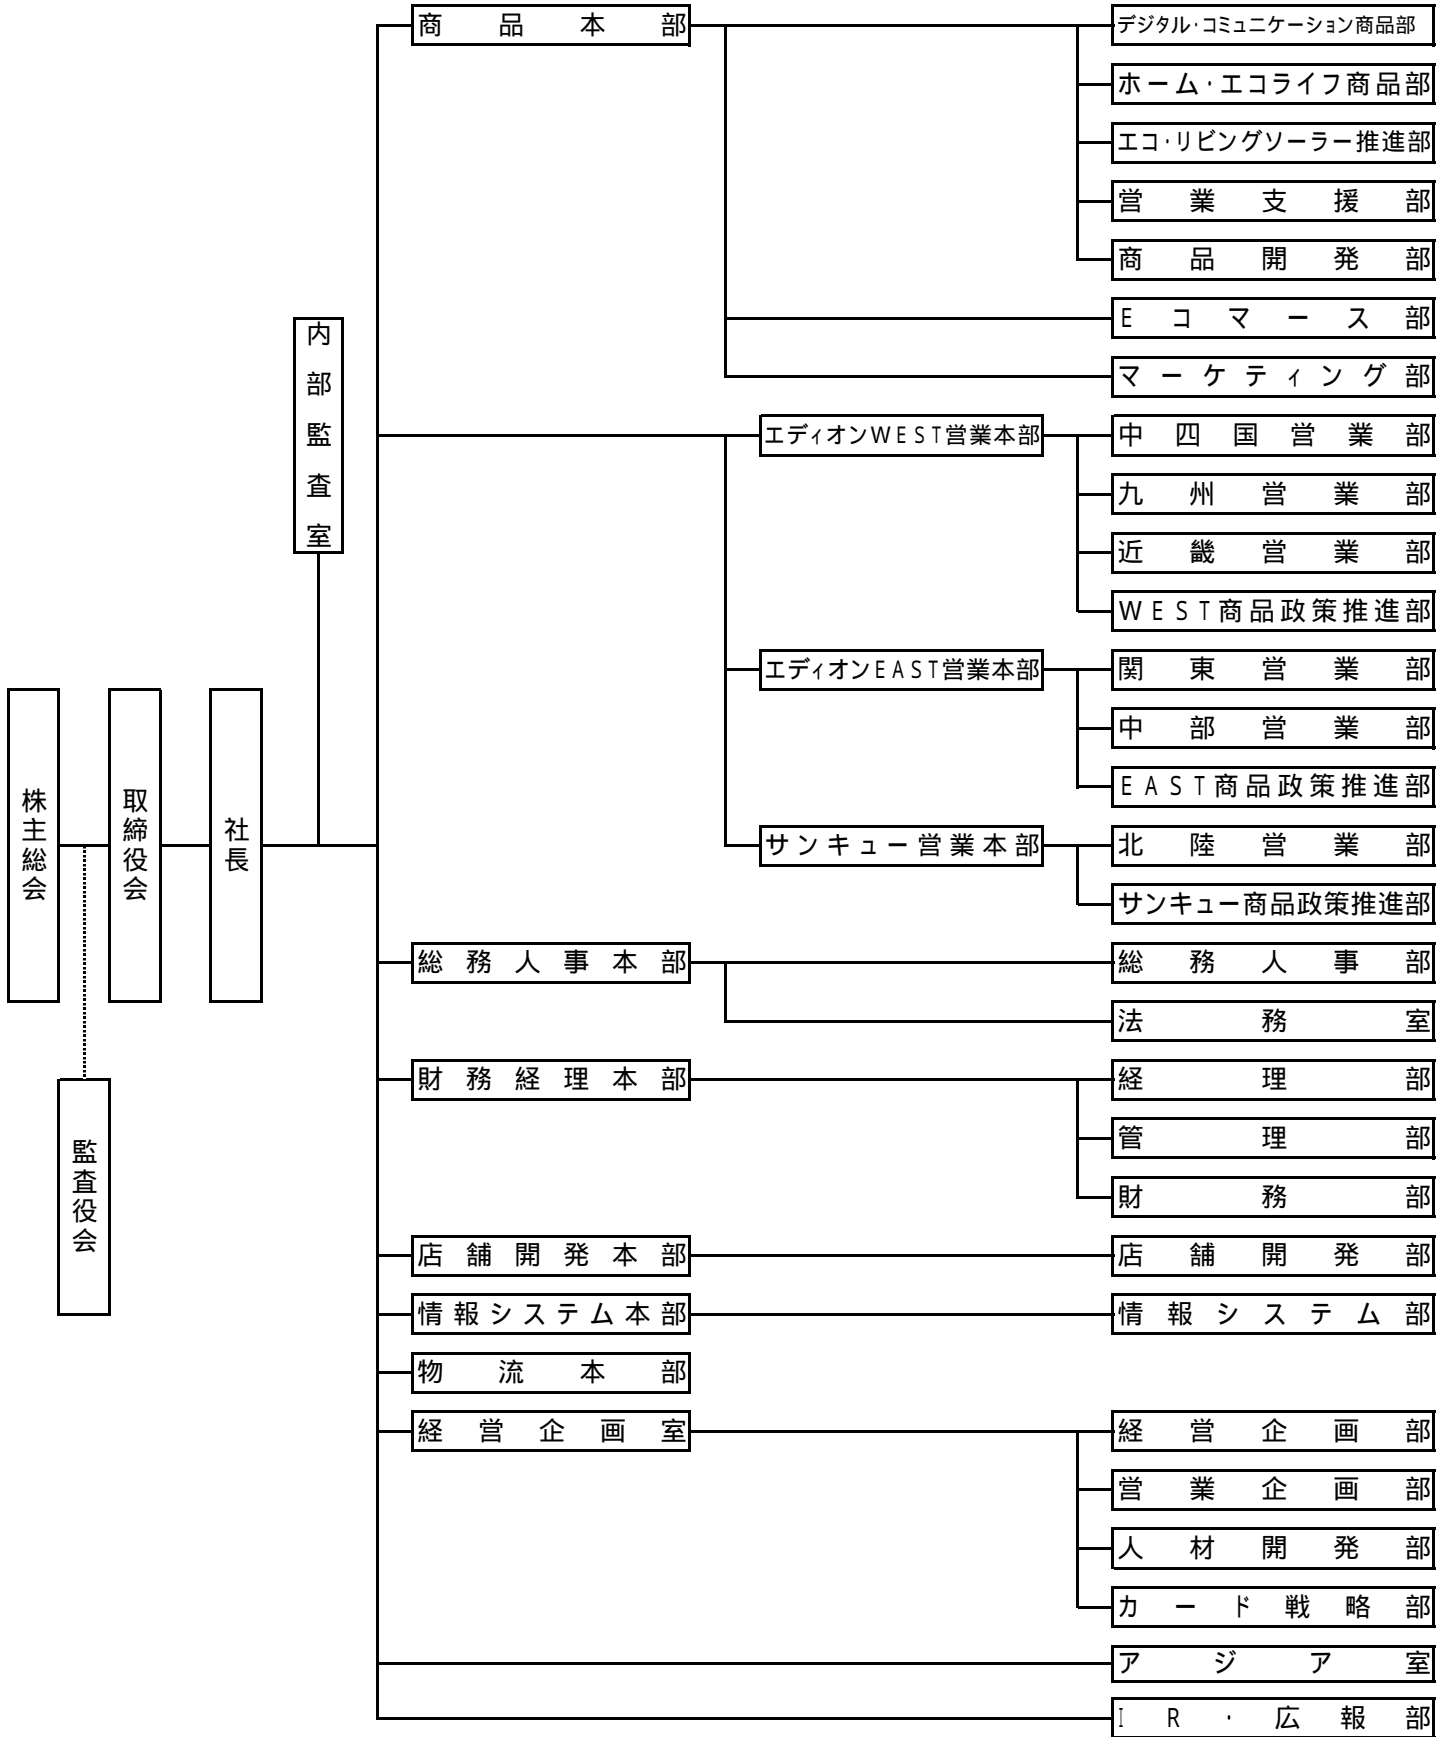 商品本部
デジタル・コミュニケーション商品部
ホーム・エコライフ商品部
エコ・リビングソーラー推進部
営業支援部
商品開発部
Eコマース部
マーケティング部
内部監査室
エディオンWEST営業本部
中四国営業部
九州営業部
近畿営業部
WEST商品政策推進部
エディオンEAST営業本部
関東営業部
中部営業部
EAST商品政策推進部
株主総会
取締役会
社長
サンキュー営業本部
北陸営業部
サンキュー商品政策推進部
総務人事本部
総務人事部
法務室
監査役会
財務経理本部
経理部
管理部
財務部
店舗開発本部
店舗開発部
情報システム本部
情報システム部
物流本部
経営企画室
経営企画部
営業企画部
人材開発部
カード戦略部
アジア室
IR・広報部